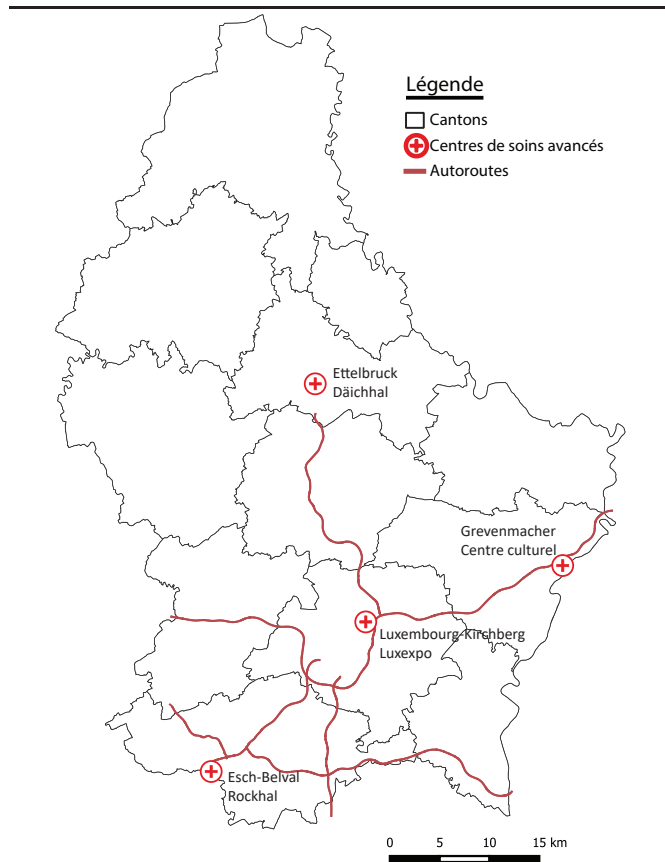 Légende
Cantons
Centres de soins avancés
Autoroutes
Ettelbruck
Däichhal
Grevenmacher
Centre culturel
Luxembourg-Kirchberg
Luxexpo
Esch-Belval
Rockhal
0 5 10 15 km